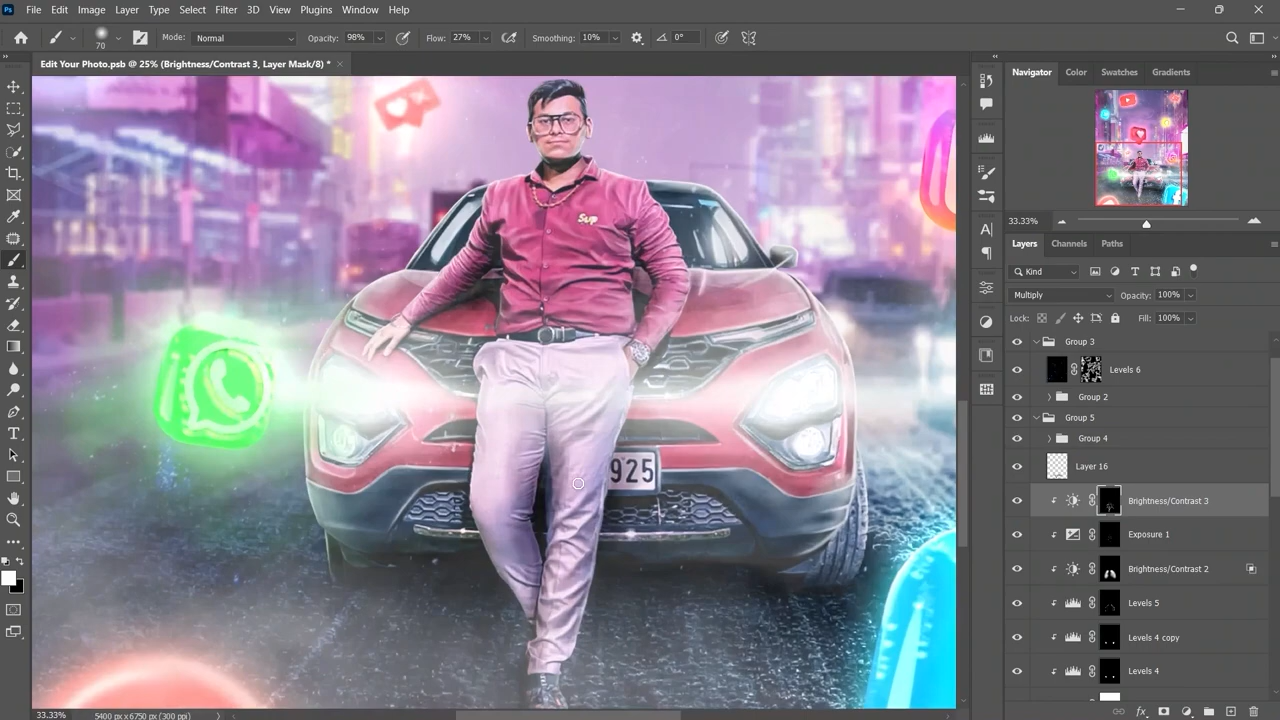 Ps File Edit Image Layer Type Select Filter 3D View Plugins Window Help
70 Mode: Normal Opacity: 98% Flow: 27% Smoothing: 10% 0°
Edit Your Photo.psb @ 25% (Brightness/Contrast 3, Layer Mask/8) *
Navigator Color Swatches Gradients
33.33%
Layers Channels Paths
Kind
Multiply Opacity: 100%
Lock: Fill: 100%
Group 3
Levels 6
Group 2
Group 5
Group 4
Layer 16
Brightness/Contrast 3
Exposure 1
Brightness/Contrast 2
Levels 5
Levels 4 copy
Levels 4
Sup
925
33.33% 5400 px x 6750 px (300 ppi)